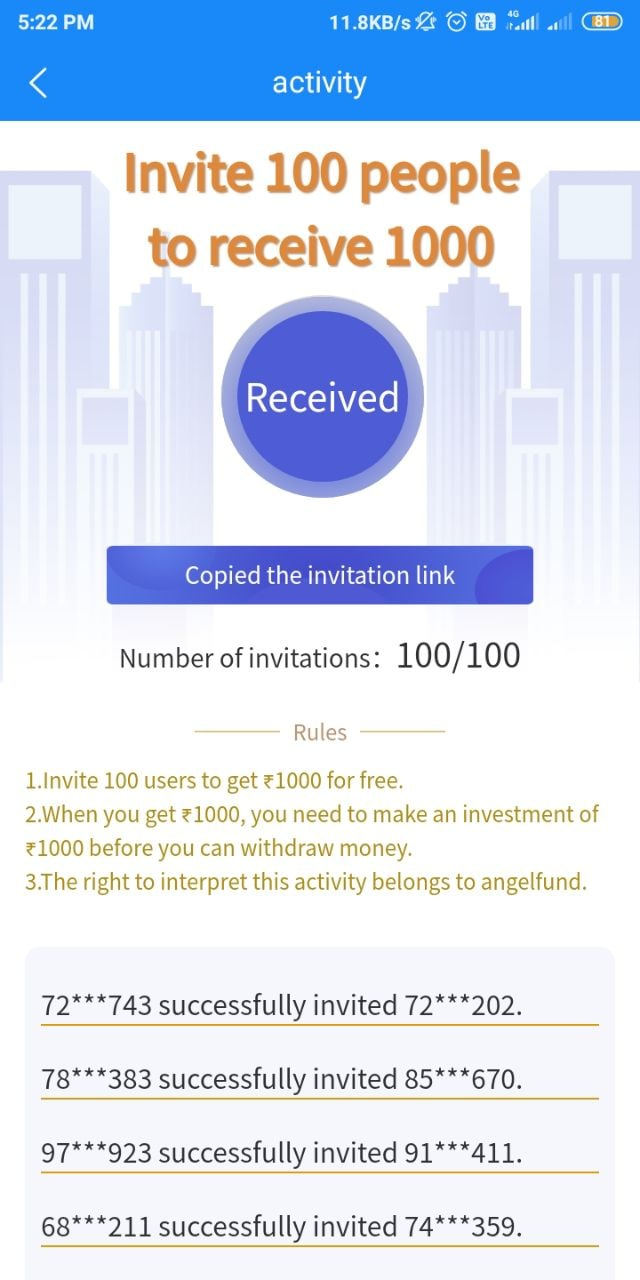 5:22 PM 11.8KB/s Vo LTE 4G 81
activity
Invite 100 people
to receive 1000
Received
Copied the invitation link
Number of invitations： 100/100
Rules
1.Invite 100 users to get ₹1000 for free.
2.When you get ₹1000, you need to make an investment of
₹1000 before you can withdraw money.
3.The right to interpret this activity belongs to angelfund.
72***743 successfully invited 72***202.
78***383 successfully invited 85***670.
97***923 successfully invited 91***411.
68***211 successfully invited 74***359.